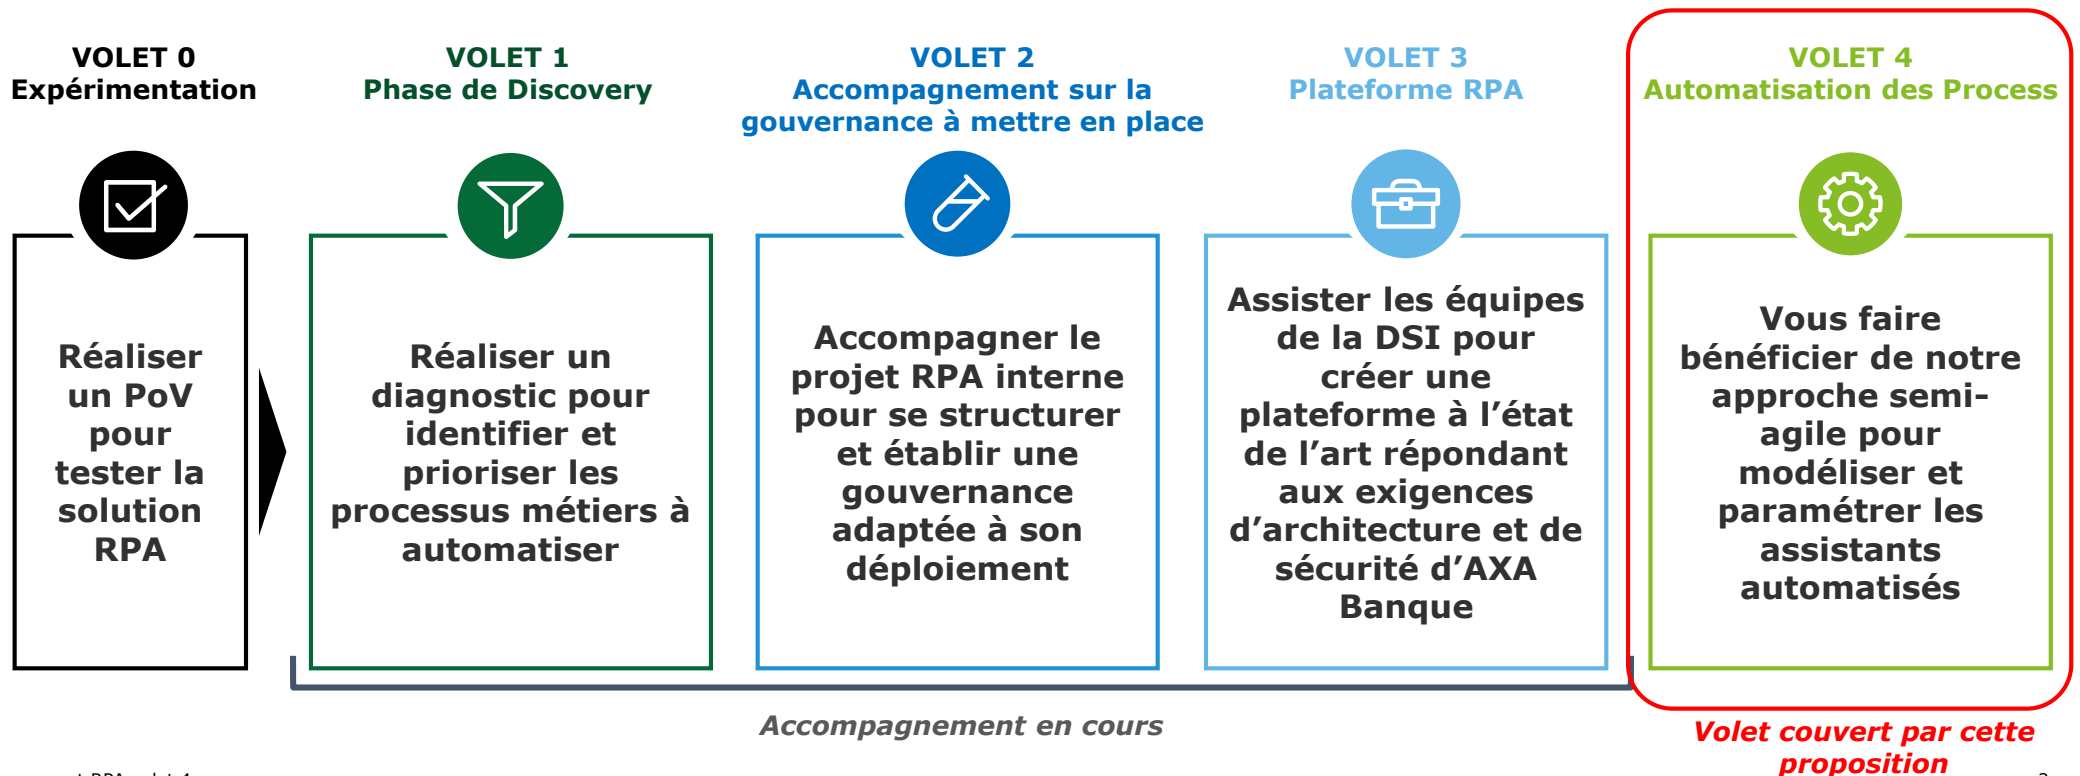 VOLET 0
Expérimentation
Réaliser
un PoV
pour
tester la
solution
RPA
VOLET 1
Phase de Discovery
Réaliser un
diagnostic pour
identifier et
prioriser les
processus métiers à
automatiser
VOLET 2
Accompagnement sur la
gouvernance à mettre en place
Accompagner le
projet RPA interne
pour se structurer
et établir une
gouvernance
adaptée à son
déploiement
VOLET 3
Plateforme RPA
Assister les équipes
de la DSI pour
créer une
plateforme à l’état
de l’art répondant
aux exigences
d’architecture et de
sécurité d’AXA
Banque
VOLET 4
Automatisation des Process
Vous faire
bénéficier de notre
approche semi-
agile pour
modéliser et
paramétrer les
assistants
automatisés
Accompagnement en cours
Volet couvert par cette
proposition